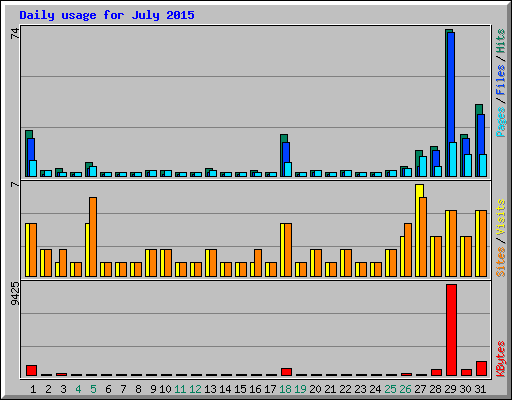 Daily usage for July 2015
74
Pages / Files / Hits
7
Sites / Visits
9425
KBytes
1 2 3 4 5 6 7 8 9 10 11 12 13 14 15 16 17 18 19 20 21 22 23 24 25 26 27 28 29 30 31